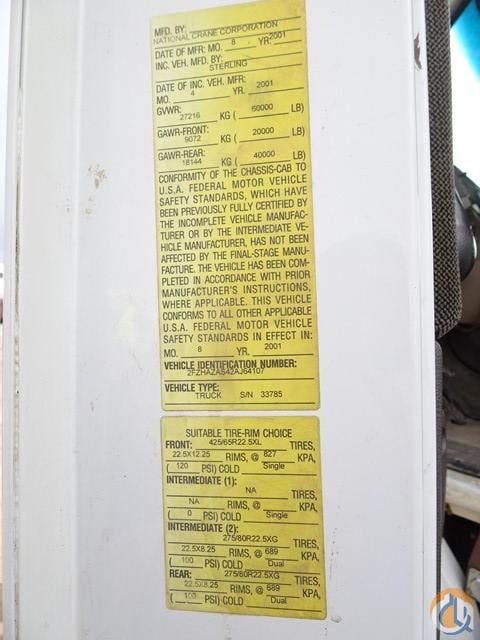 MFD. BY: NATIONAL CRANE CORPORATION
DATE OF MFR: MO. 8 YR. 2001
INC. VEH. MFD. BY: STERLING
DATE OF INC. VEH. MFR:
MO. 4 YR. 2001
GVWR:
27216 KG ( 60000 LB)
GAWR-FRONT:
9072 KG ( 20000 LB)
GAWR-REAR:
18144 KG ( 40000 LB)
CONFORMITY OF THE CHASSIS-CAB TO
U.S.A. FEDERAL MOTOR VEHICLE
SAFETY STANDARDS, WHICH HAVE
BEEN PREVIOUSLY FULLY CERTIFIED BY
THE INCOMPLETE VEHICLE MANUFAC-
TURER OR BY THE INTERMEDIATE VE-
HICLE MANUFACTURER, HAS NOT BEEN
AFFECTED BY THE FINAL-STAGE MANU-
FACTURE. THE VEHICLE HAS BEEN COM-
PLETED IN ACCORDANCE WITH PRIOR
MANUFACTURER'S INSTRUCTIONS,
WHERE APPLICABLE. THIS VEHICLE
CONFORMS TO ALL OTHER APPLICABLE
U.S.A. FEDERAL MOTOR VEHICLE
SAFETY STANDARDS IN EFFECT IN:
MO. 8 YR. 2001
VEHICLE IDENTIFICATION NUMBER:
2FZHAZAS42AJ64107
VEHICLE TYPE:
TRUCK S/N 33785
SUITABLE TIRE-RIM CHOICE
FRONT: 425/65R22.5XL TIRES,
22.5X12.25 RIMS, @ 827 KPA,
( 120 PSI) COLD Single
INTERMEDIATE (1):
NA TIRES,
NA RIMS, @ KPA,
( 0 PSI) COLD Single
INTERMEDIATE (2):
275/80R22.5XG TIRES,
22.5X8.25 RIMS, @ 689 KPA,
( 100 PSI) COLD Dual
REAR: 275/80R22.5XG TIRES,
22.5X8.25 RIMS, @ 689 KPA,
( 100 PSI) COLD Dual